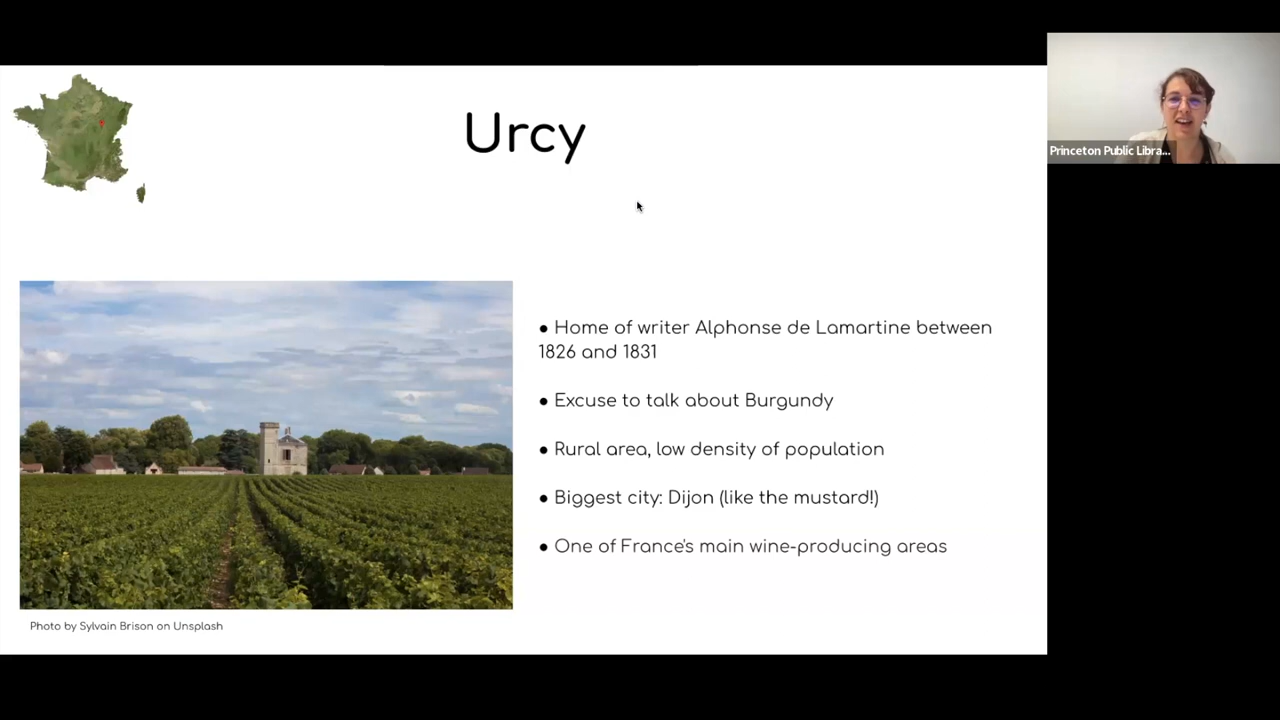 Urcy
Princeton Public Libra...
● Home of writer Alphonse de Lamartine between
1826 and 1831
● Excuse to talk about Burgundy
● Rural area, low density of population
● Biggest city: Dijon (like the mustard!)
● One of France's main wine-producing areas
Photo by Sylvain Brison on Unsplash